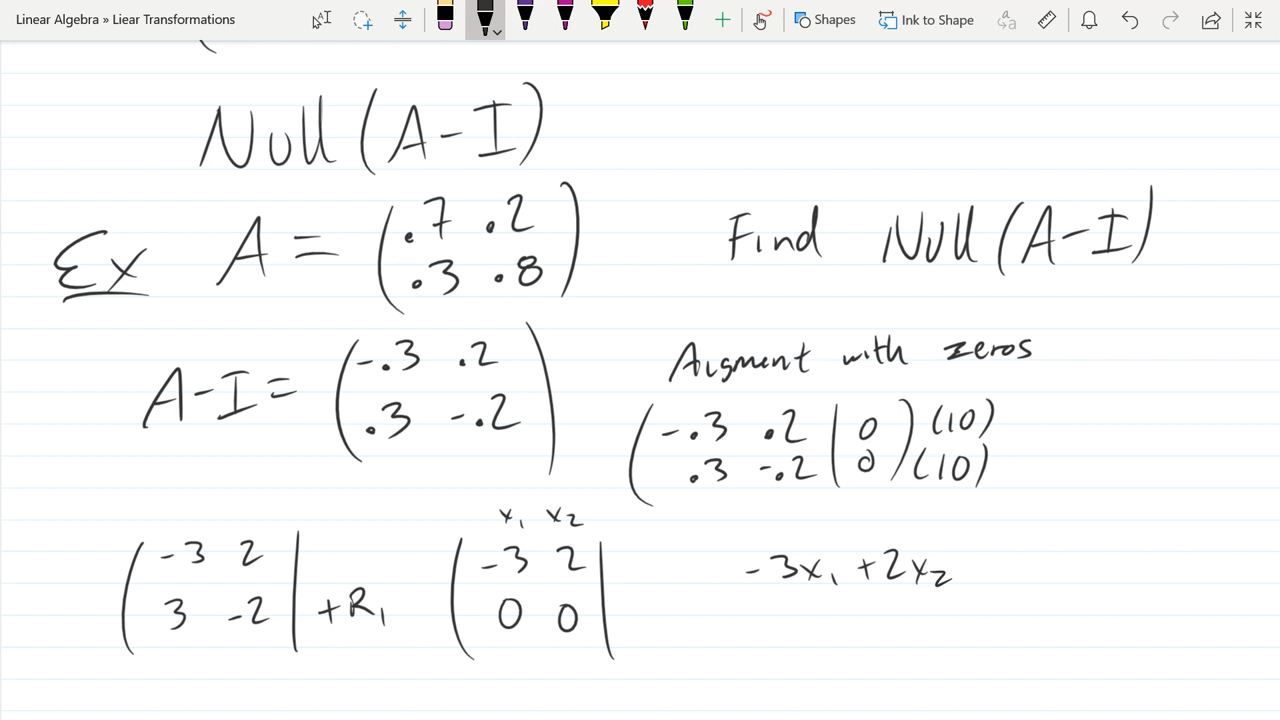 Linear Algebra » Liear Transformations
Shapes Ink to Shape
Null (A-I)
Ex A = (.7 .2
.3 .8)
Find Null (A-I)
A-I = (-.3 .2
.3 -.2)
Augment with zeros
(-.3 .2 | 0) (10)
(.3 -.2 | 0) (10)
(-3 2 |
3 -2 | +R₁
x₁ x₂
(-3 2 |
0 0 |
-3x₁ + 2x₂